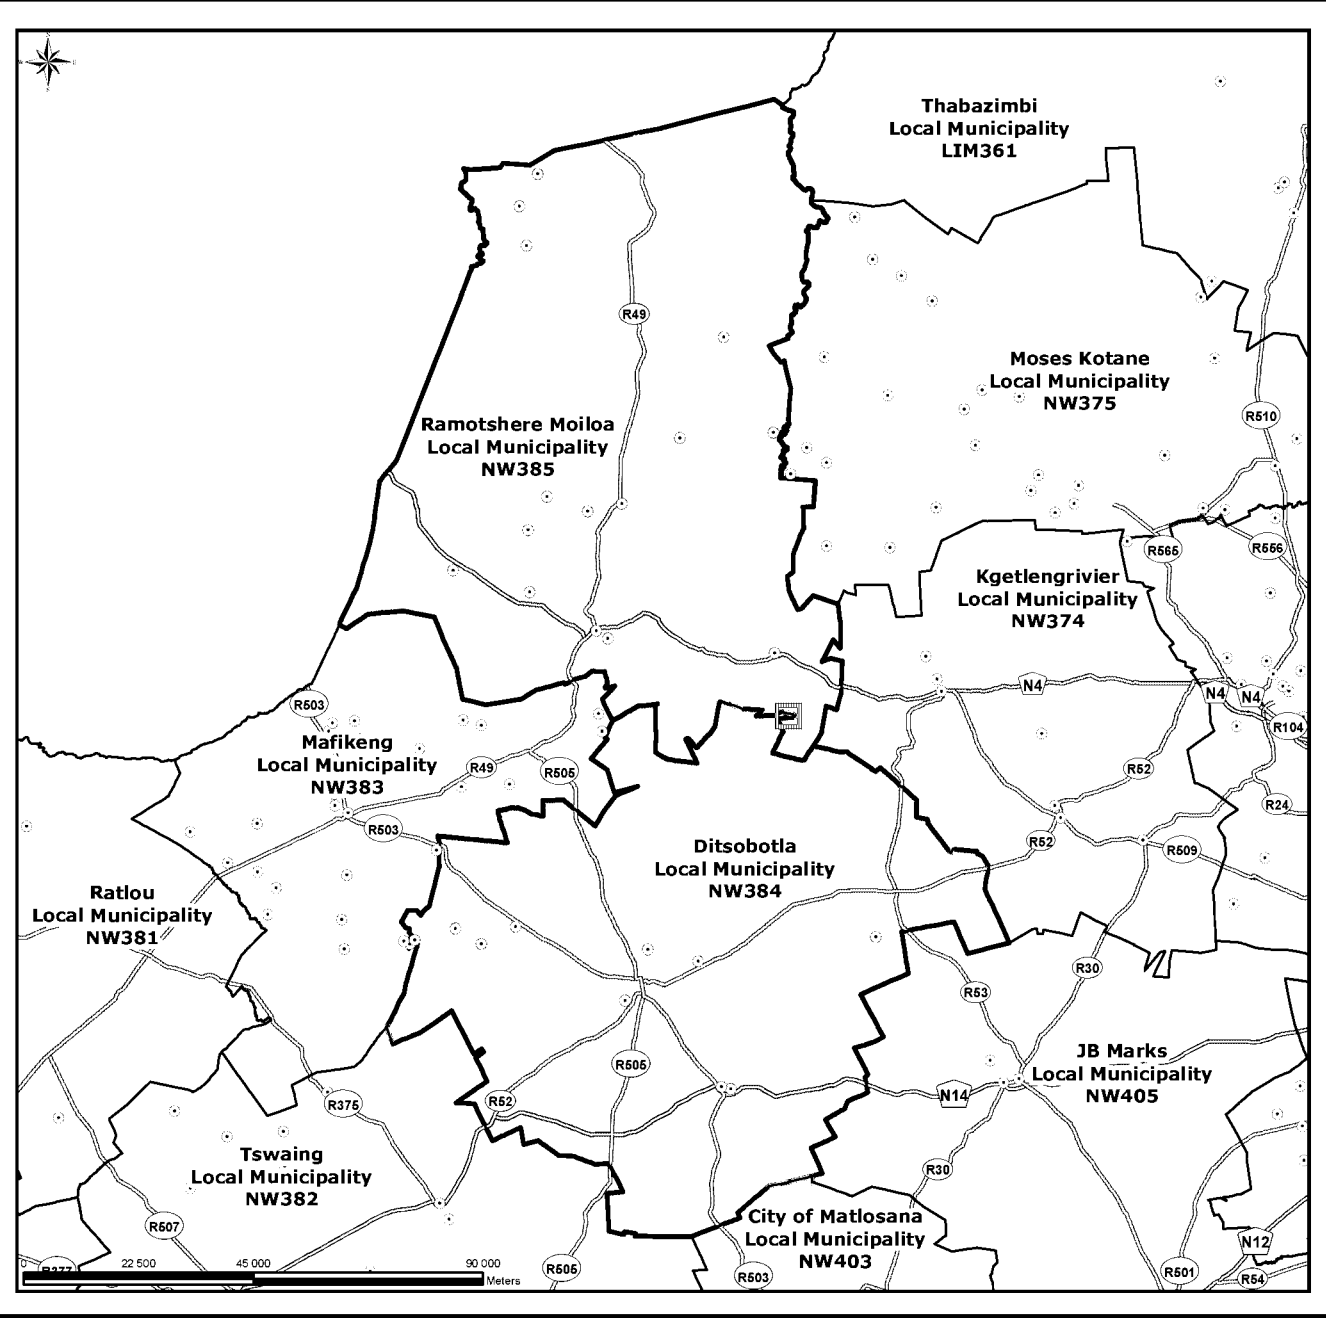 Thabazimbi
Local Municipality
LIM361
R49
Moses Kotane
Local Municipality
NW375
R510
Ramotshere Moiloa
Local Municipality
NW385
R565
R556
Kgetlengrivier
Local Municipality
NW374
N4
N4
N4
R503
R104
Mafikeng
Local Municipality
NW383
R49
R505
R52
R24
R503
R52
R509
Ditsobotla
Local Municipality
NW384
Ratlou
Local Municipality
NW381
R30
R53
JB Marks
Local Municipality
NW405
R505
N14
R52
R375
Tswaing
Local Municipality
NW382
R30
R507
City of Matlosana
Local Municipality
NW403
N12
R505
R503
R501
R54
R377
0 22 500 45 000 90 000
Meters